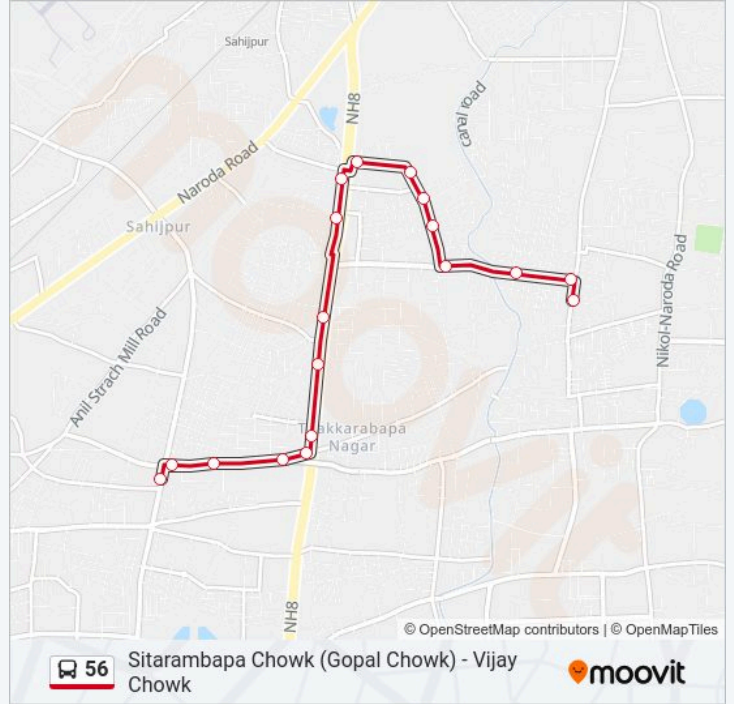 Sahijpur
NH8
canal road
Naroda Road
Sahijpur
Nikol-Naroda Road
Anil Strach Mill Road
Thakkarabapa
Nagar
NH8
© OpenStreetMap contributors | © OpenMapTiles
56
Sitarambapa Chowk (Gopal Chowk) - Vijay
Chowk
moovit
moovit